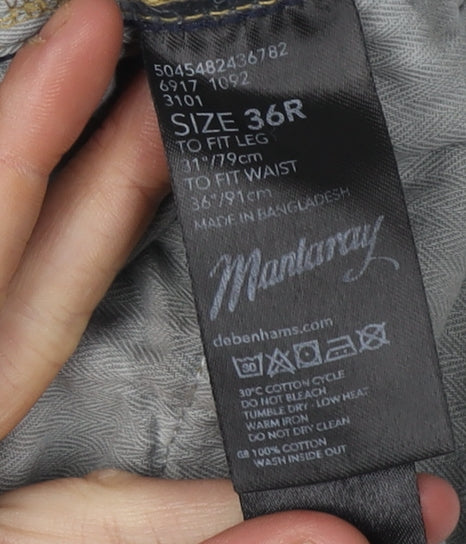 5045482436782
6917 1092
3101
SIZE 36R
TO FIT LEG
31"/79cm
TO FIT WAIST
36"/91cm
MADE IN BANGLADESH
Mantaray
debenhams.com
30
30°C COTTON CYCLE
DO NOT BLEACH
TUMBLE DRY - LOW HEAT
WARM IRON
DO NOT DRY CLEAN
GB 100% COTTON
WASH INSIDE OUT